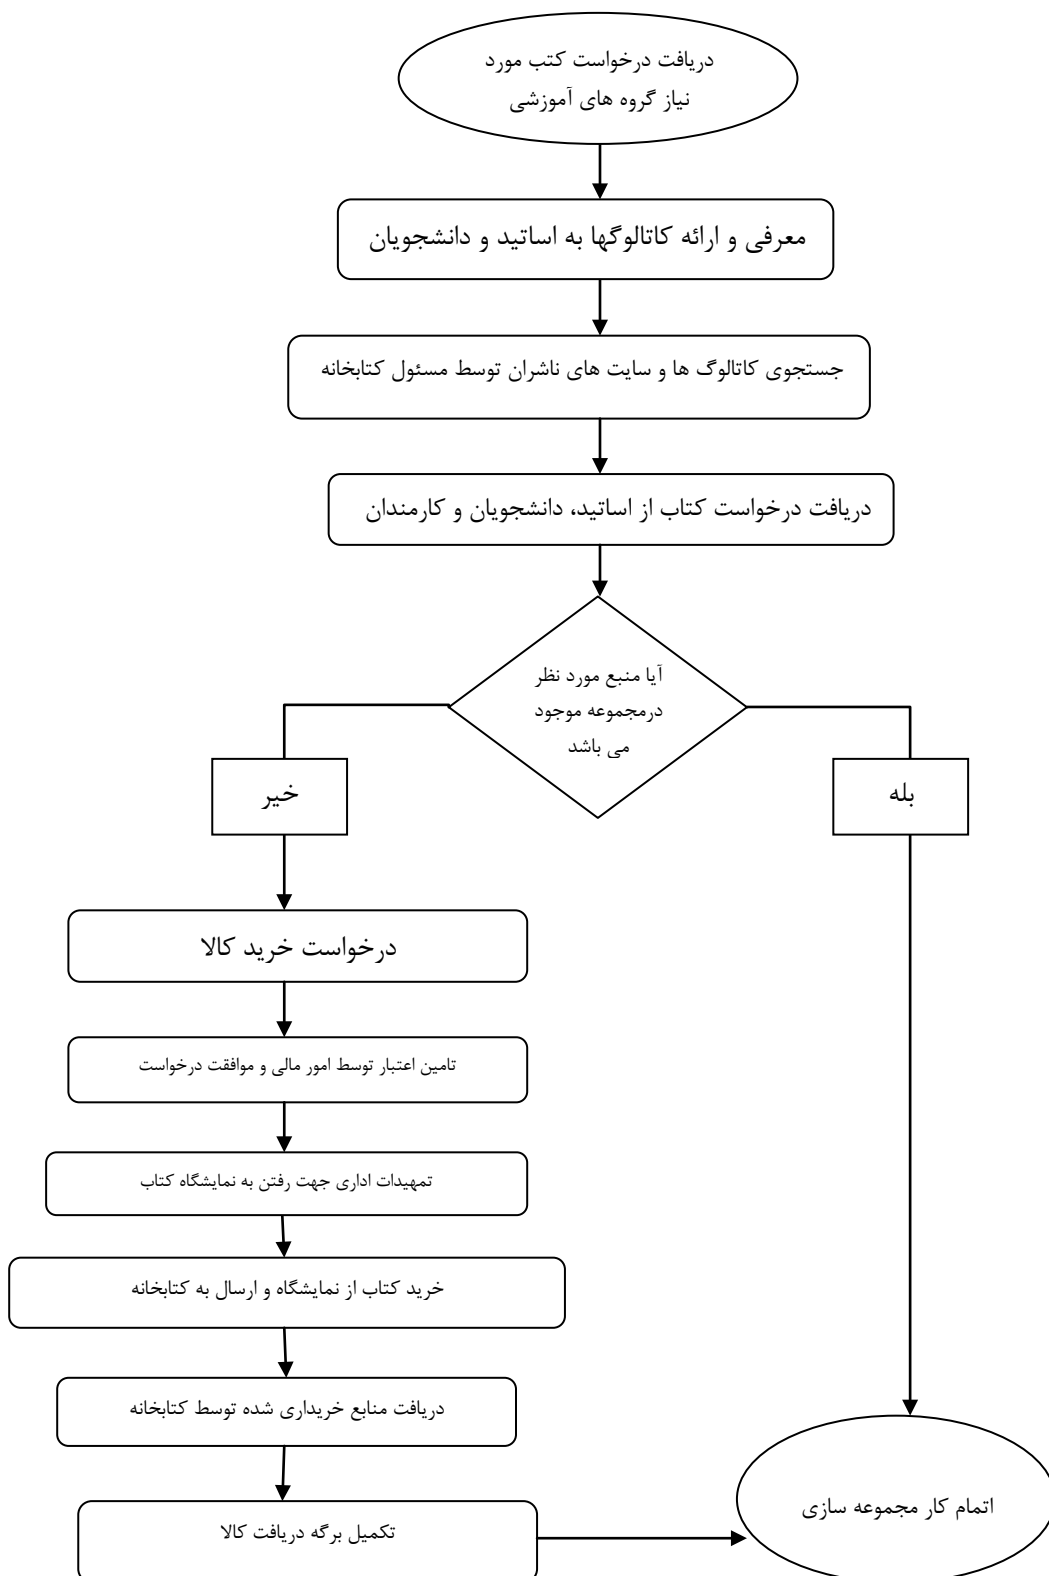 دریافت درخواست کتب مورد
نیاز گروه های آموزشی
معرفی و ارائه کاتالوگها به اساتید و دانشجویان
جستجوی کاتالوگ ها و سایت های ناشران توسط مسئول کتابخانه
دریافت درخواست کتاب از اساتید، دانشجویان و کارمندان
آیا منبع مورد نظر
درمجموعه موجود
می باشد
خیر
بله
درخواست خرید کالا
تامین اعتبار توسط امور مالی و موافقت درخواست
تمهیدات اداری جهت رفتن به نمایشگاه کتاب
خرید کتاب از نمایشگاه و ارسال به کتابخانه
دریافت منابع خریداری شده توسط کتابخانه
تکمیل برگه دریافت کالا
اتمام کار مجموعه سازی